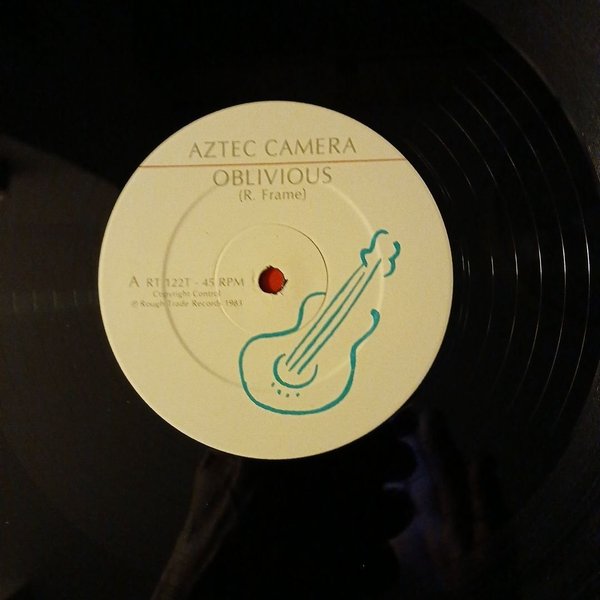 AZTEC CAMERA
OBLIVIOUS
(R. Frame)
A RT 122T - 45 RPM
Copyright Control
℗ Rough Trade Records 1983